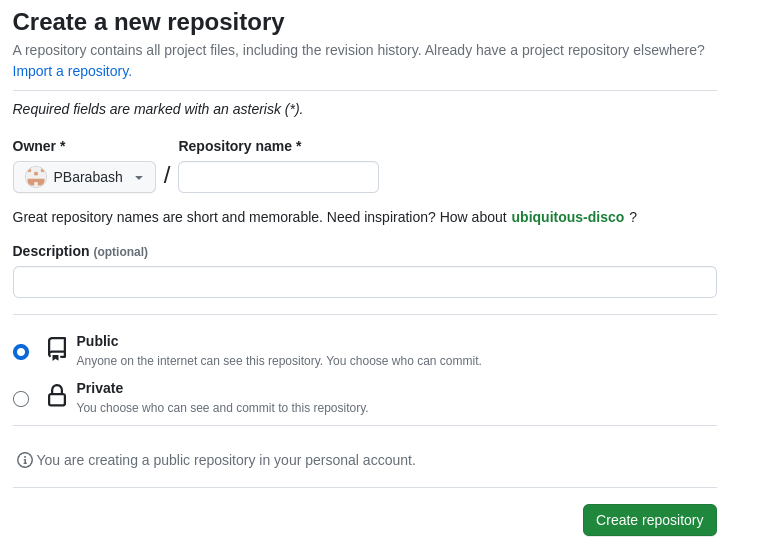 Create a new repository
A repository contains all project files, including the revision history. Already have a project repository elsewhere?
Import a repository.
Required fields are marked with an asterisk (*).
Owner * Repository name *
PBarabash /
Great repository names are short and memorable. Need inspiration? How about ubiquitous-disco ?
Description (optional)
Public
Anyone on the internet can see this repository. You choose who can commit.
Private
You choose who can see and commit to this repository.
You are creating a public repository in your personal account.
Create repository